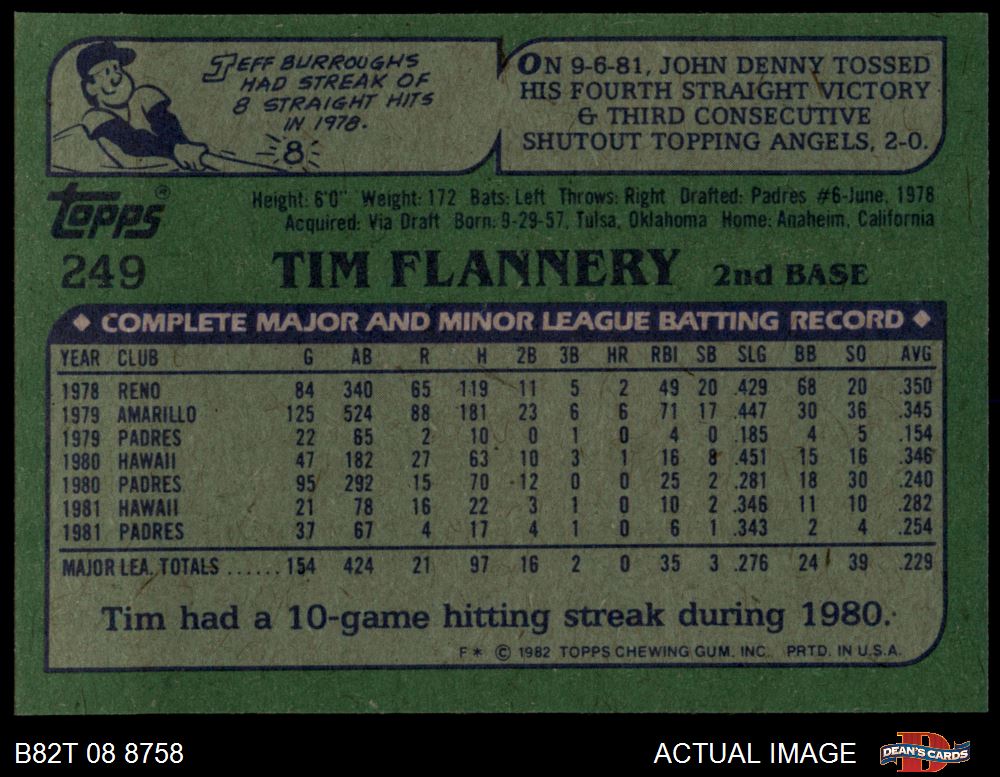 JEFF BURROUGHS
HAD STREAK OF
8 STRAIGHT HITS
IN 1978.
8
ON 9-6-81, JOHN DENNY TOSSED
HIS FOURTH STRAIGHT VICTORY
& THIRD CONSECUTIVE
SHUTOUT TOPPING ANGELS, 2-0.
topps®
Height: 6'0" Weight: 172 Bats: Left Throws: Right Drafted: Padres #6-June, 1978
Acquired: Via Draft Born: 9-29-57, Tulsa, Oklahoma Home: Anaheim, California
249 TIM FLANNERY 2nd BASE
◆ COMPLETE MAJOR AND MINOR LEAGUE BATTING RECORD ◆
YEAR CLUB G AB R H 2B 3B HR RBI SB SLG BB SO AVG
1978 RENO 84 340 65 119 11 5 2 49 20 .429 68 20 .350
1979 AMARILLO 125 524 88 181 23 6 6 71 17 .447 30 36 .345
1979 PADRES 22 65 2 10 0 1 0 4 0 .185 4 5 .154
1980 HAWAII 47 182 27 63 10 3 1 16 8 .451 15 16 .346
1980 PADRES 95 292 15 70 12 0 0 25 2 .281 18 30 .240
1981 HAWAII 21 78 16 22 3 1 0 10 2 .346 11 10 .282
1981 PADRES 37 67 4 17 4 1 0 6 1 .343 2 4 .254
MAJOR LEA. TOTALS ...... 154 424 21 97 16 2 0 35 3 .276 24 39 .229
Tim had a 10-game hitting streak during 1980.
F* © 1982 TOPPS CHEWING GUM, INC. PRTD. IN U.S.A.
B82T 08 8758 ACTUAL IMAGE D DEAN'S CARDS